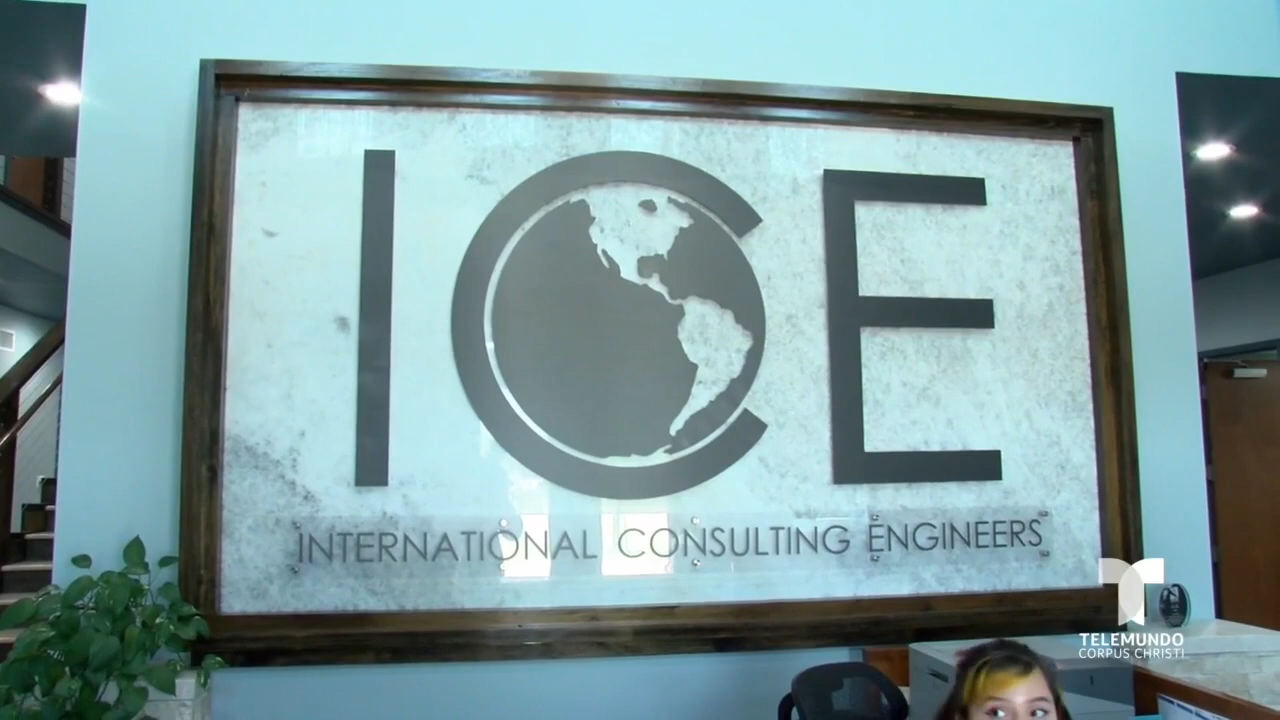 ICE
INTERNATIONAL CONSULTING ENGINEERS
TELEMUNDO
CORPUS CHRISTI